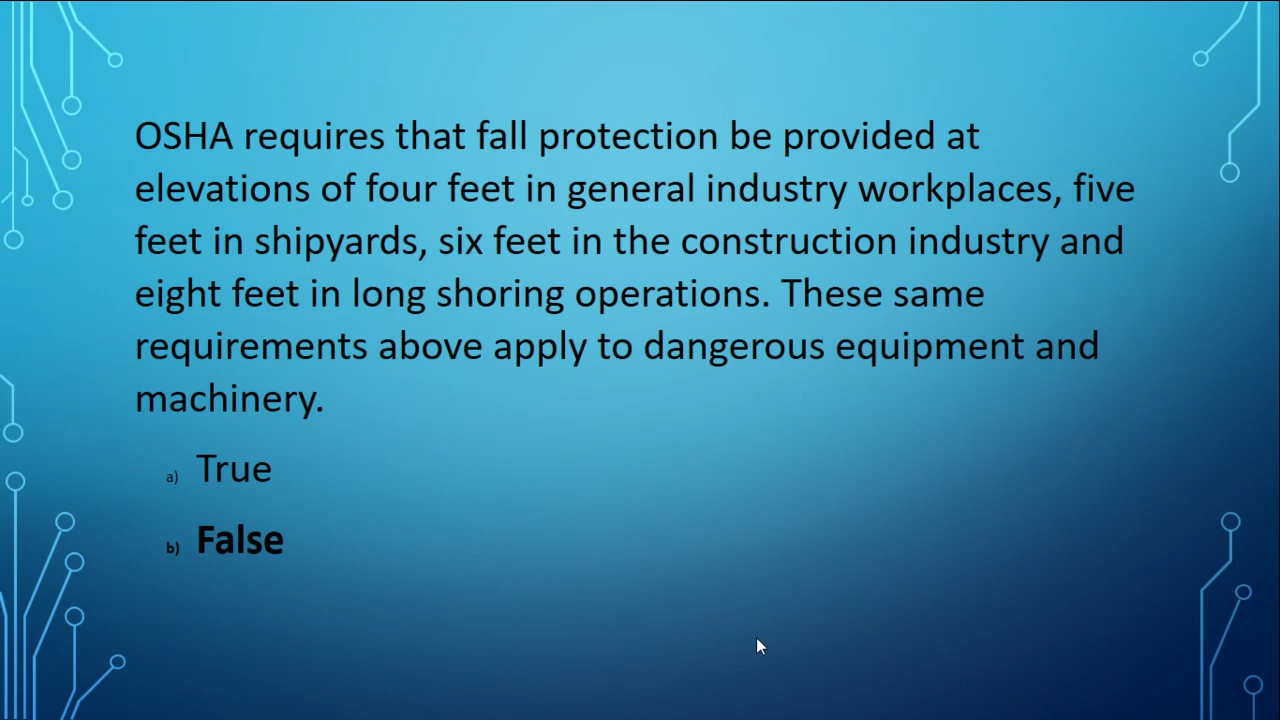 OSHA requires that fall protection be provided at
elevations of four feet in general industry workplaces, five
feet in shipyards, six feet in the construction industry and
eight feet in long shoring operations. These same
requirements above apply to dangerous equipment and
machinery.
a) True
b) False